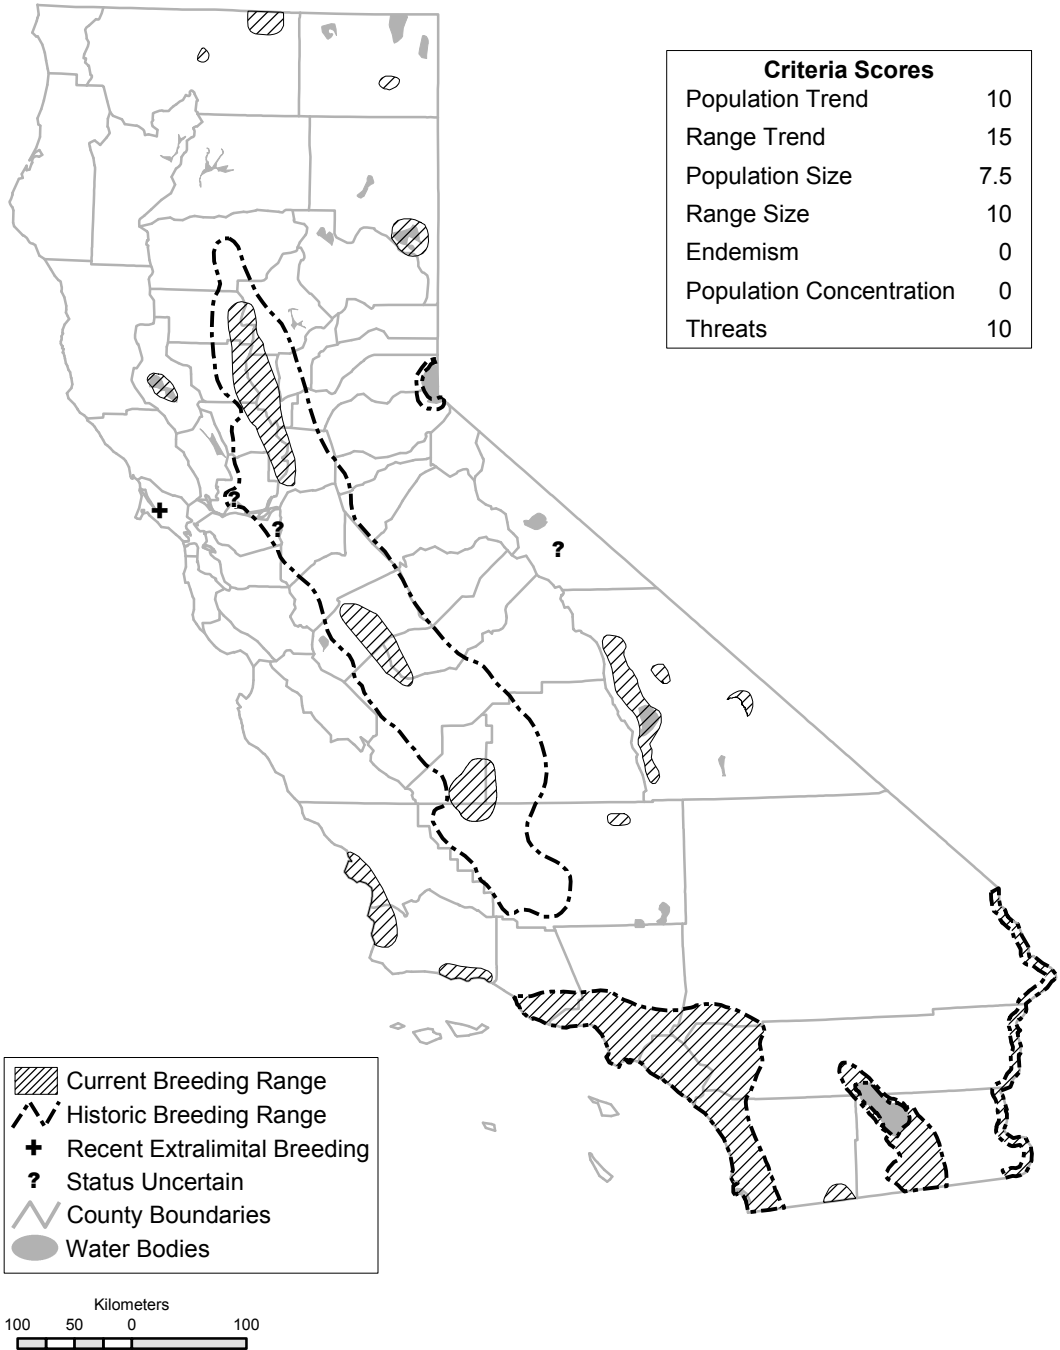 Criteria Scores
Population Trend 10
Range Trend 15
Population Size 7.5
Range Size 10
Endemism 0
Population Concentration 0
Threats 10
?
?
?
Current Breeding Range
Historic Breeding Range
Recent Extralimital Breeding
? Status Uncertain
County Boundaries
Water Bodies
Kilometers
100 50 0 100